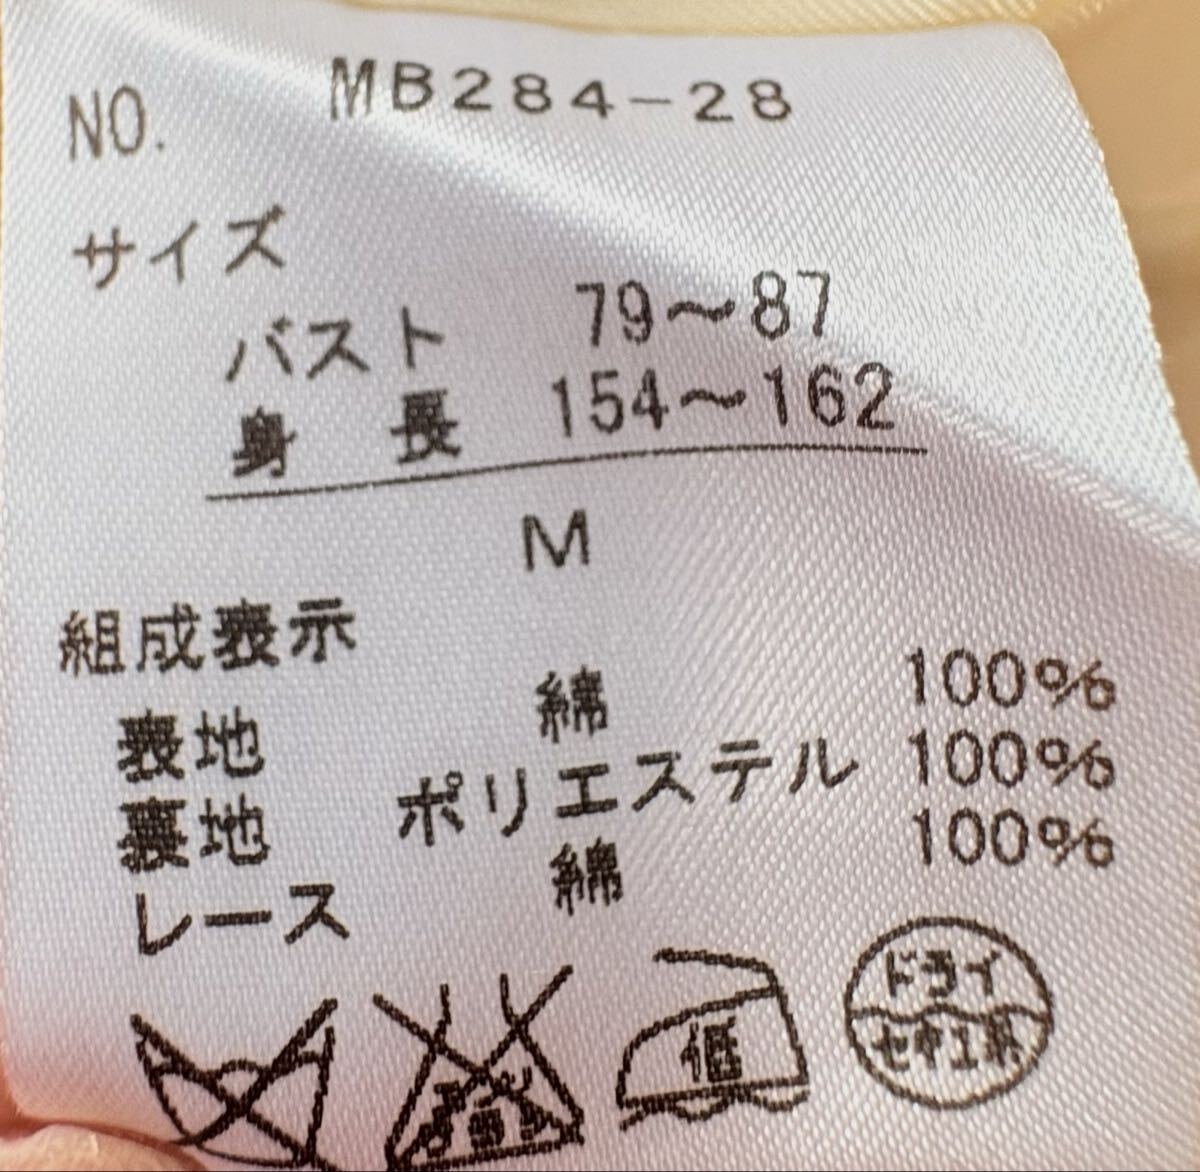 NO. MB284-28
サイズ
バスト 79～87
身長 154～162
M
組成表示
表地 綿 100%
裏地 ポリエステル 100%
レース 綿 100%
低
ドライ
セキユ系